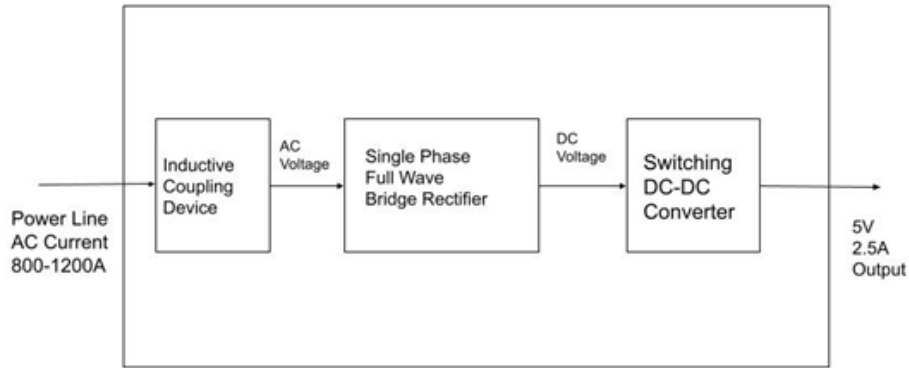 Power Line
AC Current
800-1200A
Inductive
Coupling
Device
AC
Voltage
Single Phase
Full Wave
Bridge Rectifier
DC
Voltage
Switching
DC-DC
Converter
5V
2.5A
Output